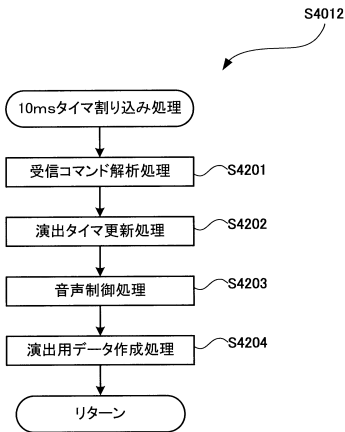 S4012
10msタイマ割り込み処理
受信コマンド解析処理
S4201
演出タイマ更新処理
S4202
音声制御処理
S4203
演出用データ作成処理
S4204
リターン